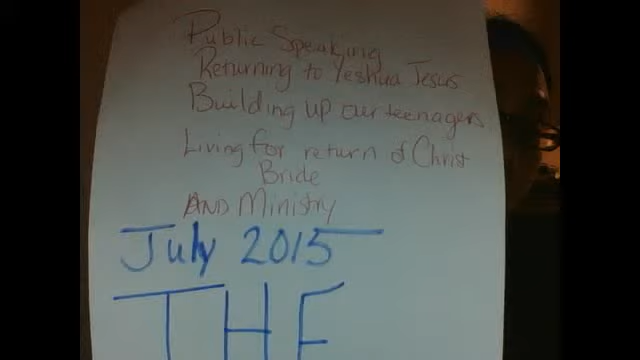 Public Speaking
Returning to Yeshua Jesus
Building up our teenagers
Living for return of Christ
Bride
AND Ministry
July 2015
THE